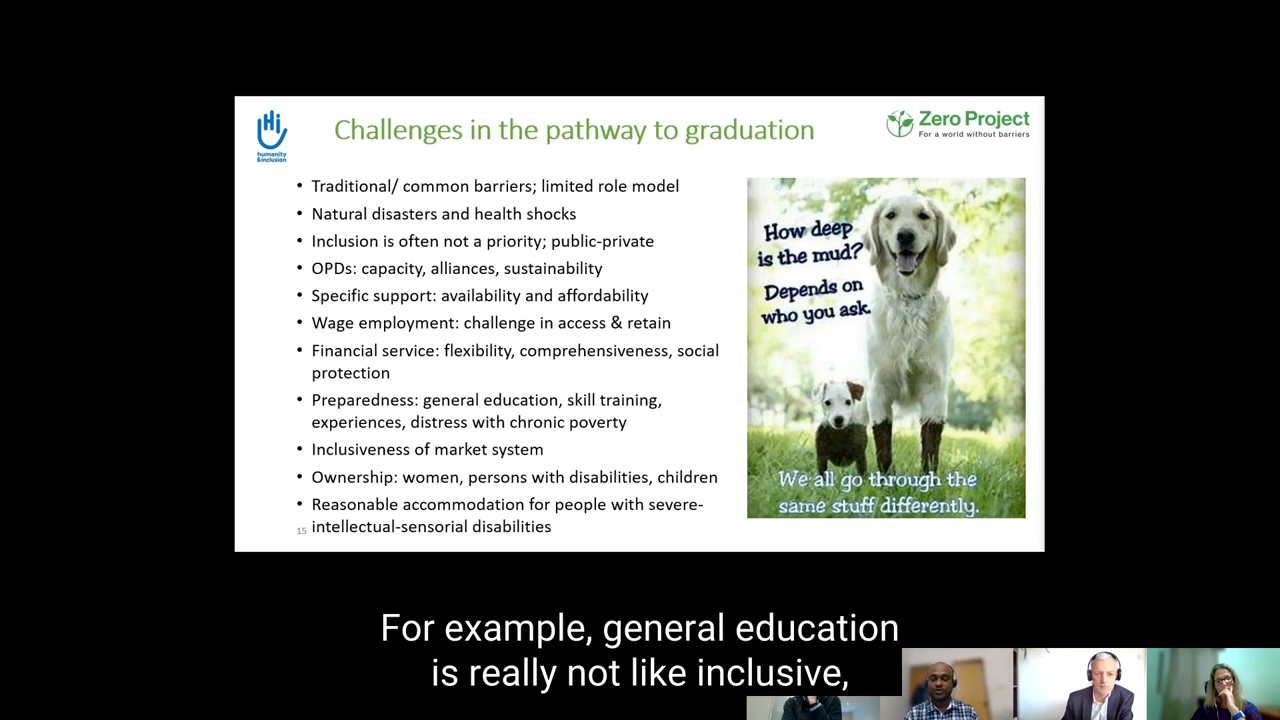 Hi
humanity
&inclusion
Challenges in the pathway to graduation
Zero Project
For a world without barriers
• Traditional/ common barriers; limited role model
• Natural disasters and health shocks
• Inclusion is often not a priority; public-private
• OPDs: capacity, alliances, sustainability
• Specific support: availability and affordability
• Wage employment: challenge in access & retain
• Financial service: flexibility, comprehensiveness, social
protection
• Preparedness: general education, skill training,
experiences, distress with chronic poverty
• Inclusiveness of market system
• Ownership: women, persons with disabilities, children
• Reasonable accommodation for people with severe-
intellectual-sensorial disabilities
15
How deep
is the mud?
Depends on
who you ask.
We all go through the
same stuff differently.
For example, general education
is really not like inclusive,